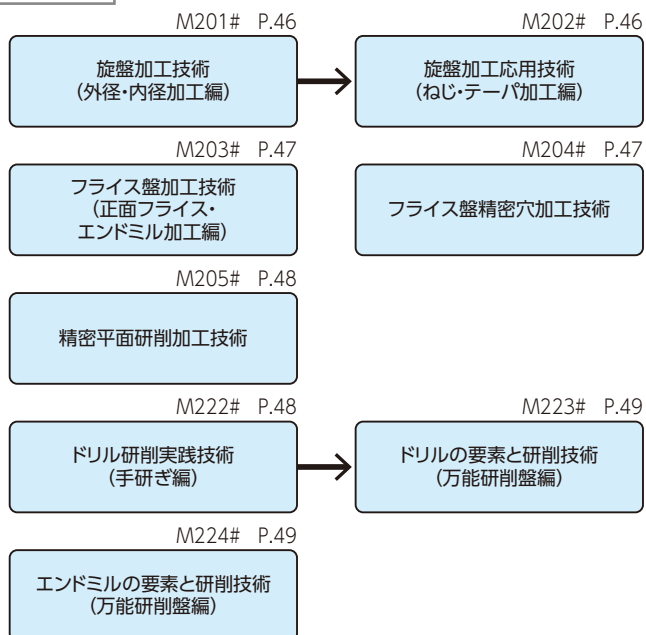 M201# P.46
旋盤加工技術
(外径・内径加工編)
M202# P.46
旋盤加工応用技術
(ねじ・テーパ加工編)
M203# P.47
フライス盤加工技術
(正面フライス・
エンドミル加工編)
M204# P.47
フライス盤精密穴加工技術
M205# P.48
精密平面研削加工技術
M222# P.48
ドリル研削実践技術
(手研ぎ編)
M223# P.49
ドリルの要素と研削技術
(万能研削盤編)
M224# P.49
エンドミルの要素と研削技術
(万能研削盤編)